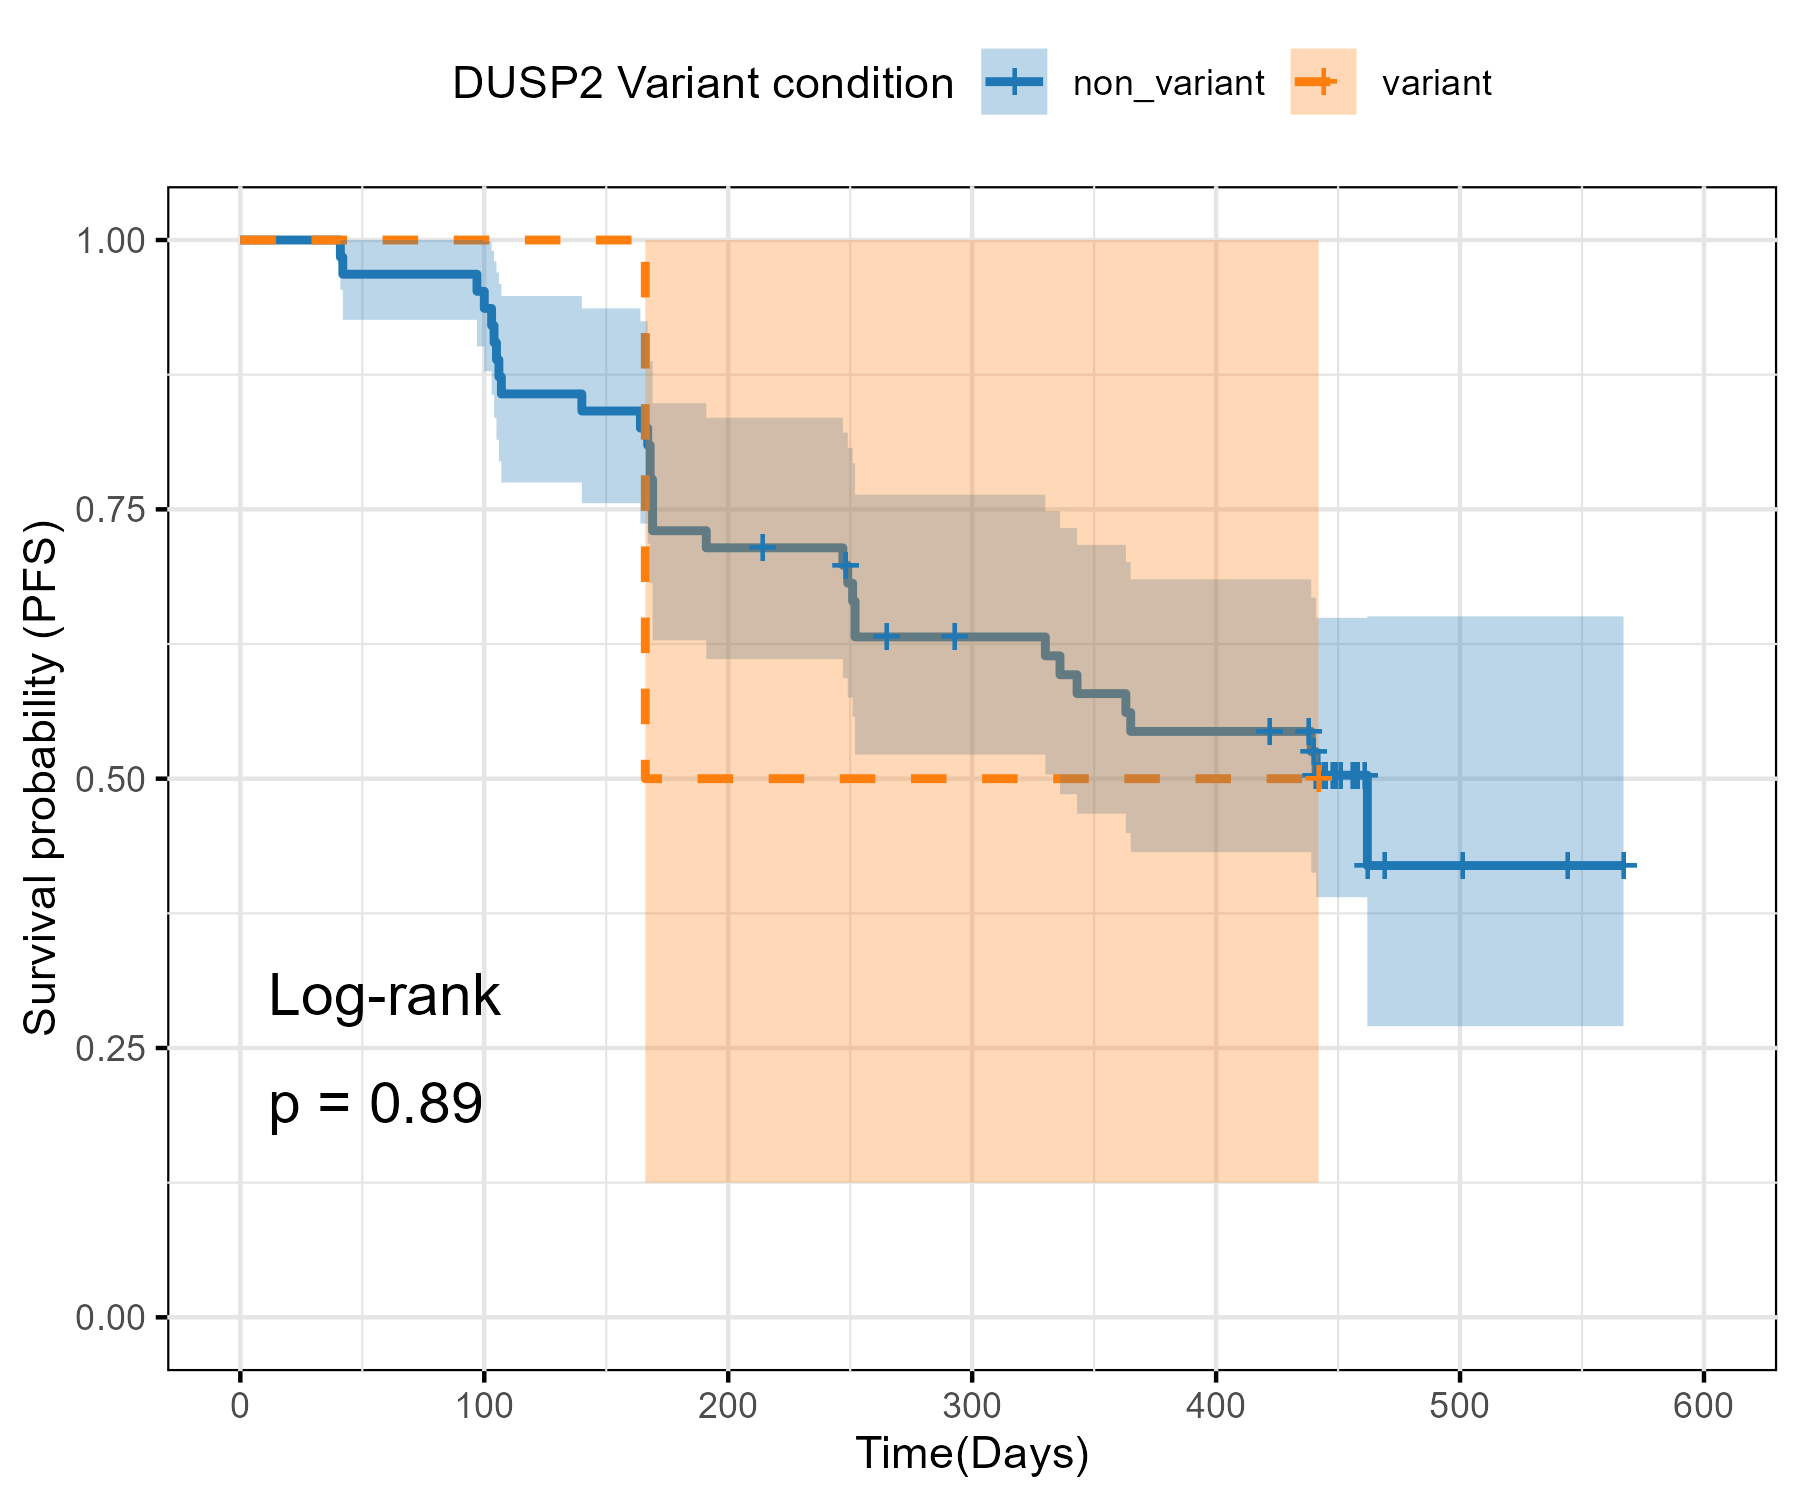 DUSP2 Variant condition non_variant variant
Survival probability (PFS)
1.00
0.75
0.50
0.25
0.00
Log-rank
p = 0.89
0 100 200 300 400 500 600
Time(Days)